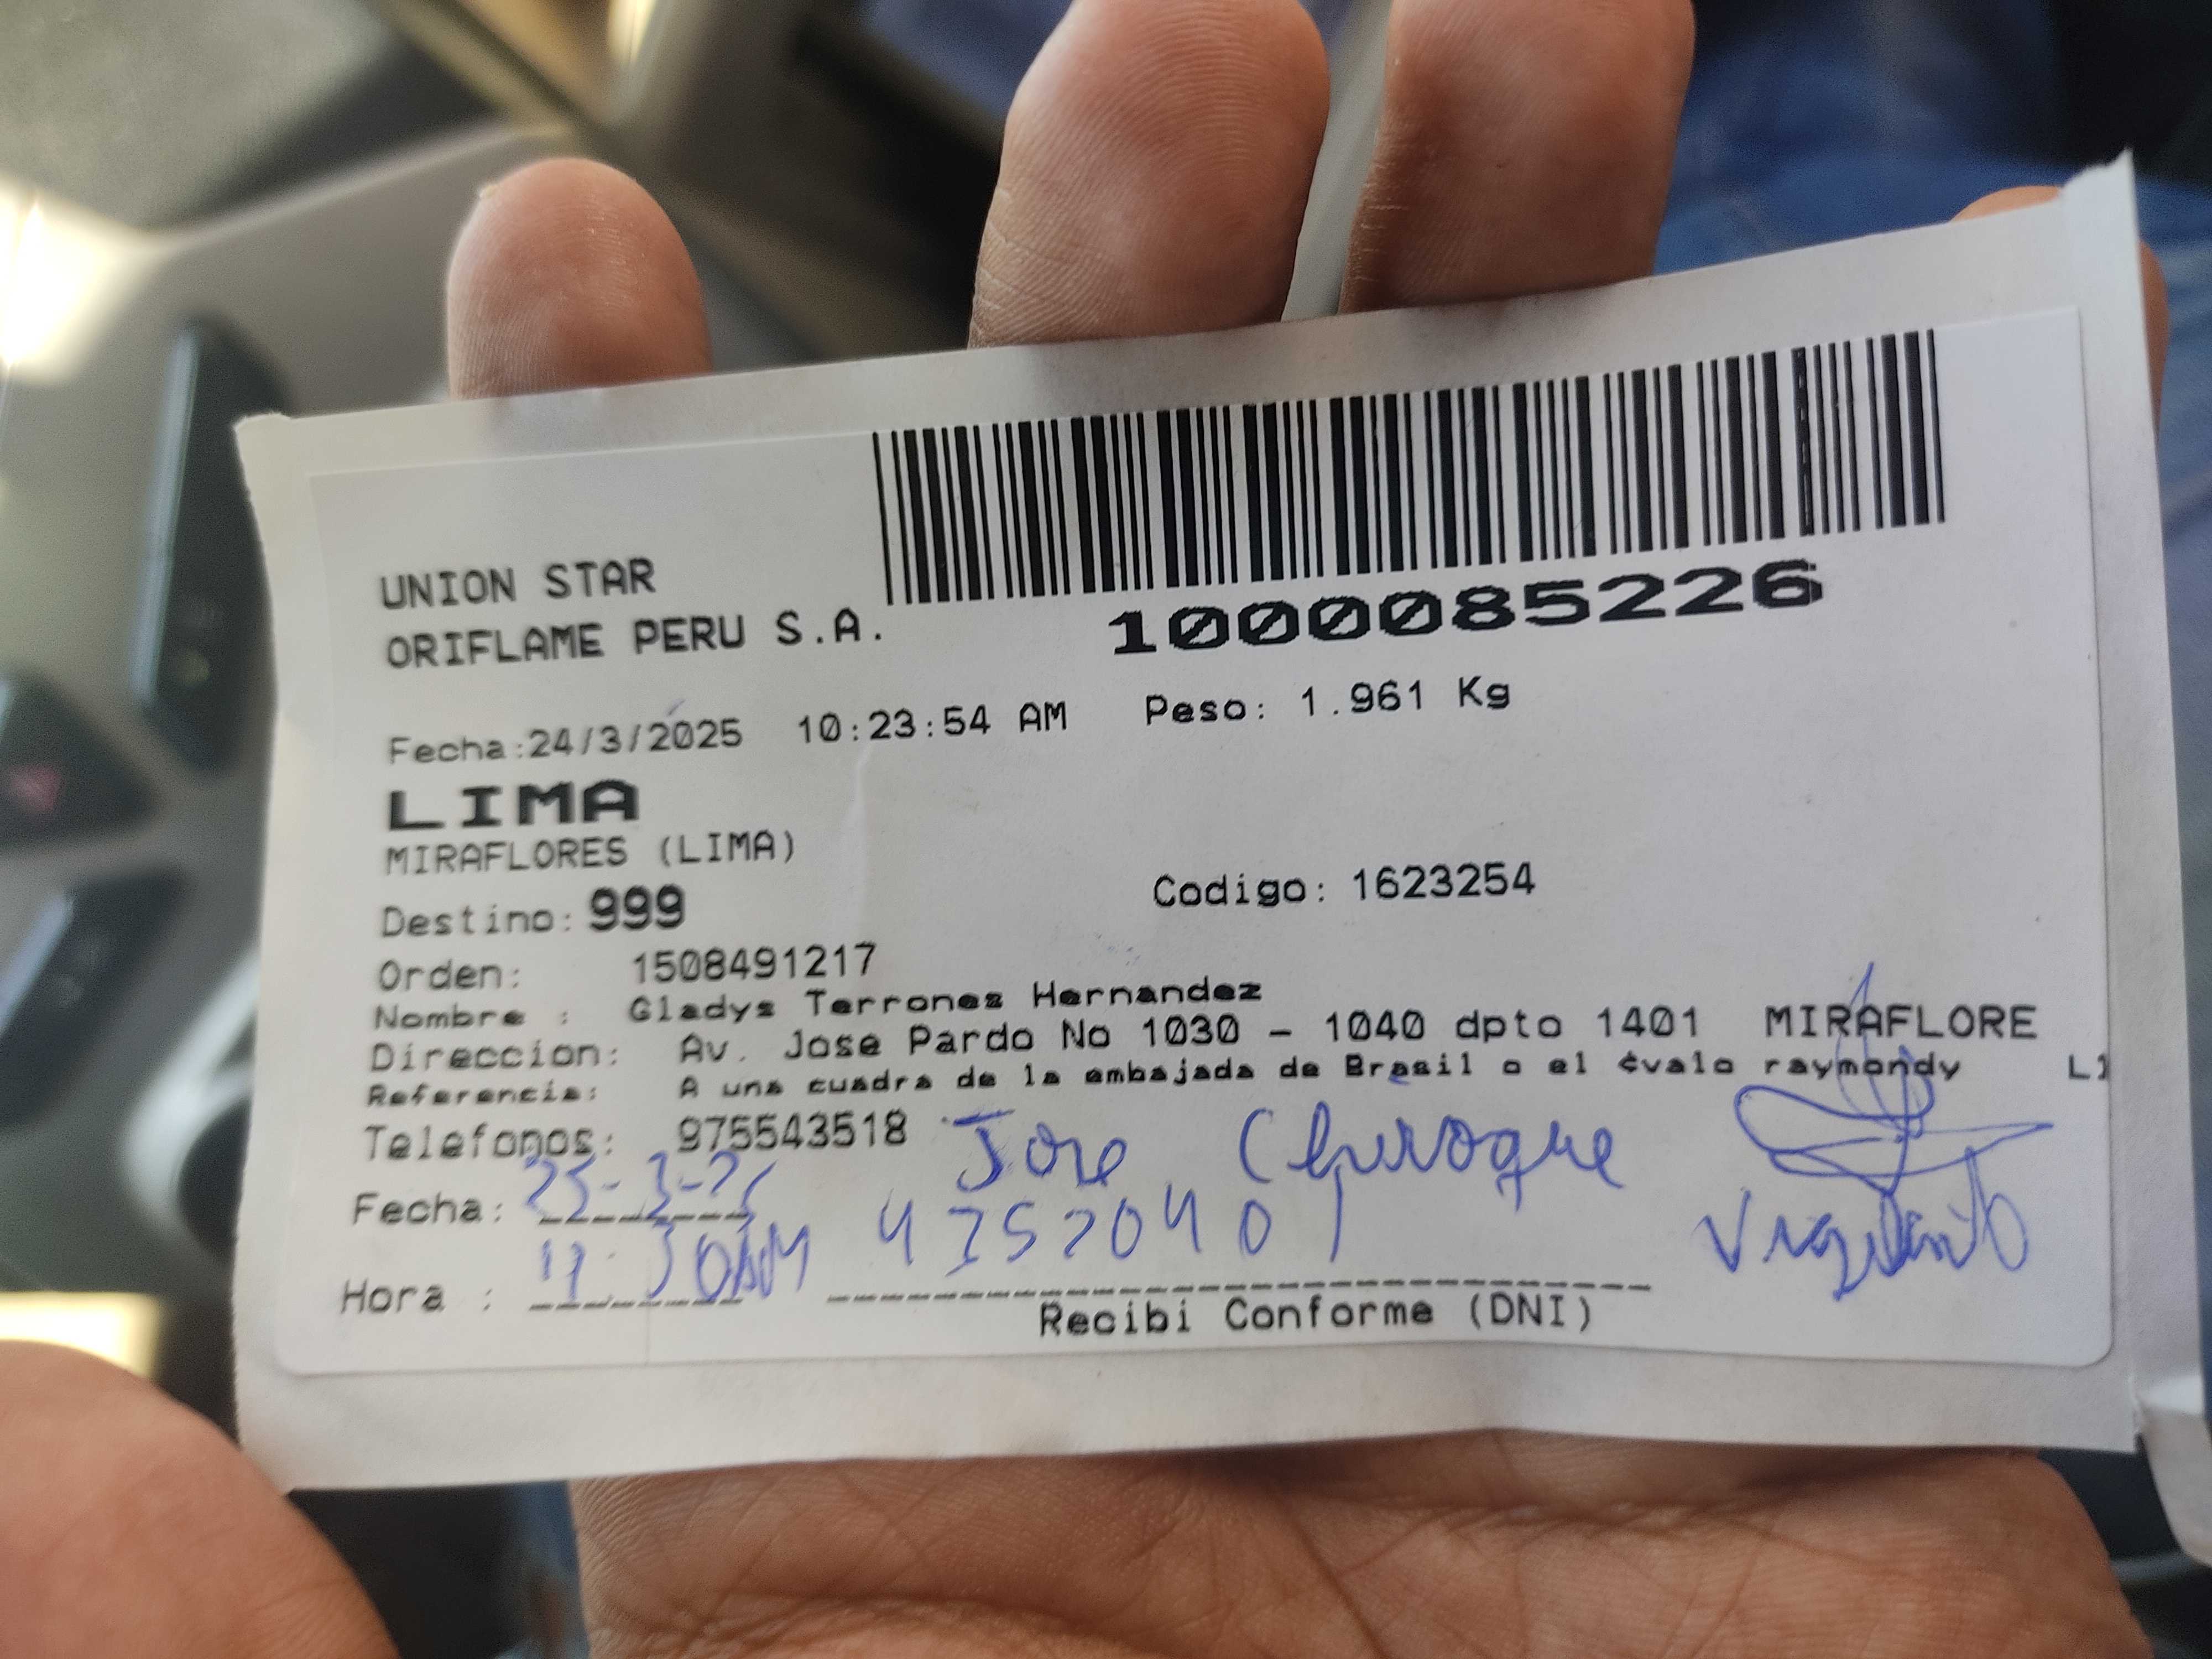 UNION STAR
ORIFLAME PERU S.A.
1000085226
Fecha:24/3/2025 10:23:54 AM Peso: 1.961 Kg
LIMA
MIRAFLORES (LIMA)
Destino: 999 Codigo: 1623254
Orden: 1508491217
Nombre : Gladys Terrones Hernandez
Direccion: Av. Jose Pardo No 1030 - 1040 dpto 1401 MIRAFLORE
Referencia: A una cuadra de la embajada de Brasil o el óvalo raymondy
Telefonos: 975543518 Jose Chiroque
Fecha: 25-3-25
Hora : 11:30AM
Vigilante
Recibi Conforme (DNI)